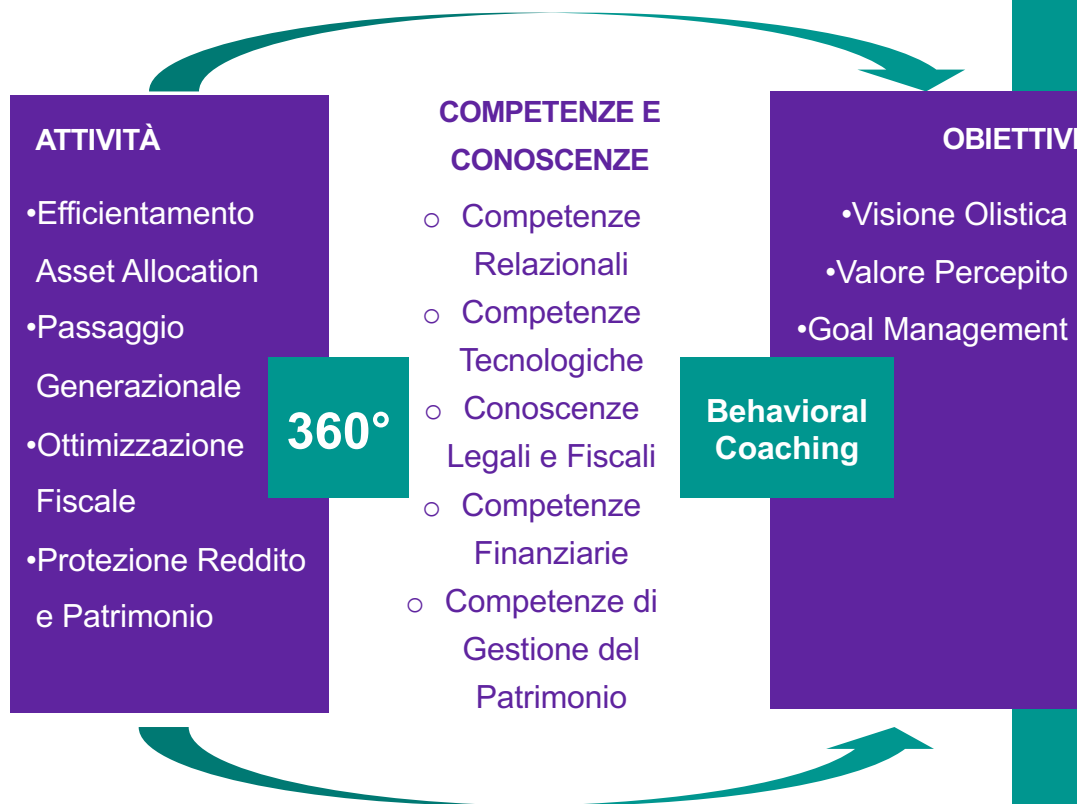 ATTIVITÀ
•Efficientamento
Asset Allocation
•Passaggio
Generazionale
•Ottimizzazione
Fiscale
•Protezione Reddito
e Patrimonio
360°
COMPETENZE E
CONOSCENZE
o Competenze
Relazionali
o Competenze
Tecnologiche
o Conoscenze
Legali e Fiscali
o Competenze
Finanziarie
o Competenze di
Gestione del
Patrimonio
Behavioral
Coaching
OBIETTIVI
•Visione Olistica
•Valore Percepito
•Goal Management